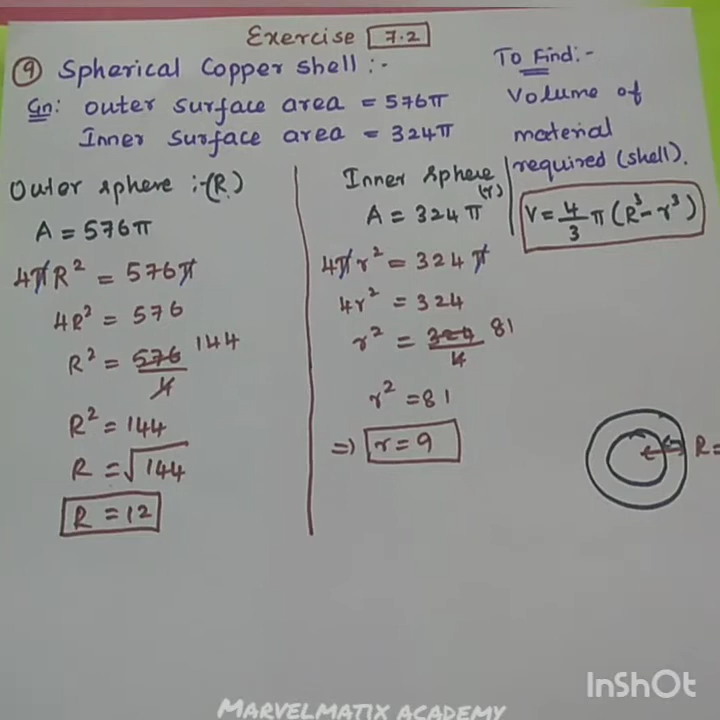 Exercise 7.2
⑨ Spherical Copper shell :-
Gn: outer surface area = 576π
Inner surface area = 324π
To Find:-
Volume of
material
required (shell).
V = 4/3 π (R³ - r³)
Outer sphere :- (R)
A = 576π
4πR² = 576π
4R² = 576
R² = 576/4 144
R² = 144
R = √144
R = 12
Inner sphere (r)
A = 324π
4πr² = 324π
4r² = 324
r² = 324/4 81
r² = 81
⇒ r = 9
R=
InShOt
MARVELMATIX ACADEMY